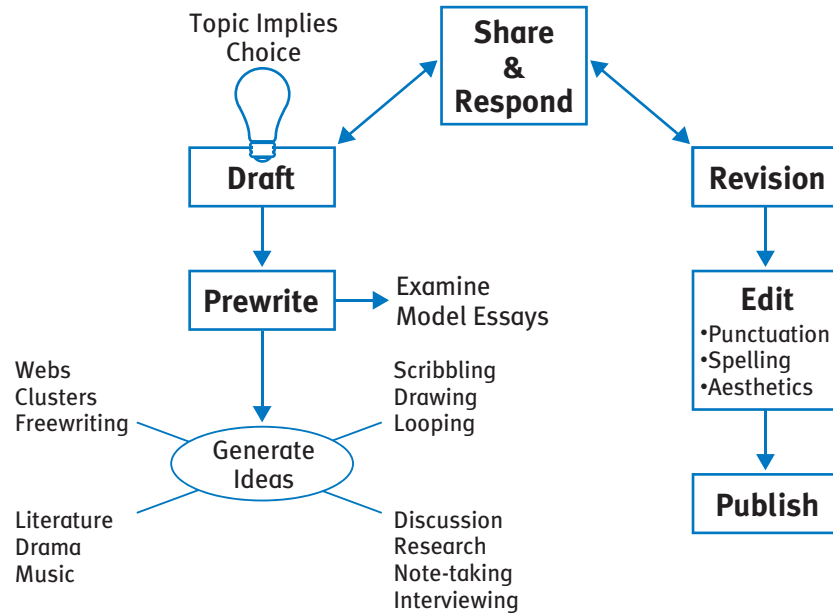 Topic Implies
Choice
Share
&
Respond
Draft
Revision
Prewrite
Examine
Model Essays
Edit
•Punctuation
•Spelling
•Aesthetics
Webs
Clusters
Freewriting
Scribbling
Drawing
Looping
Generate
Ideas
Literature
Drama
Music
Discussion
Research
Note-taking
Interviewing
Publish